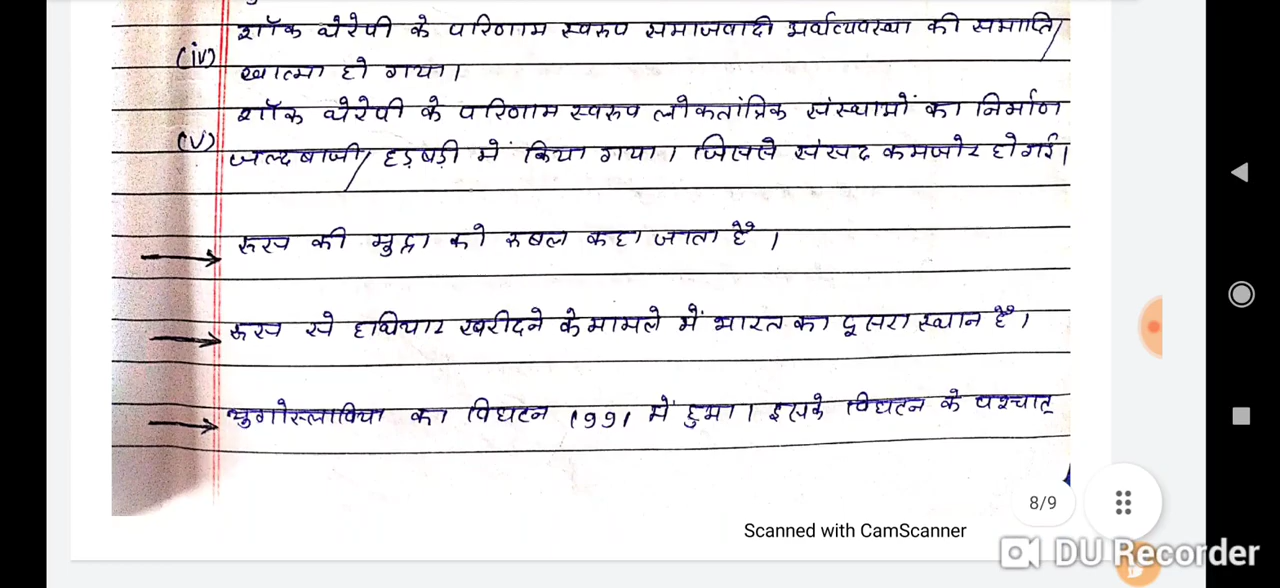 शॉक थेरेपी के परिणाम स्वरुप समाजवादी अर्थव्यवस्था की समाप्ति/
(iv) खात्मा हो गया।
शॉक थेरेपी के परिणाम स्वरुप लोकतांत्रिक संस्थाओं का निर्माण
(v) जल्दबाजी/हड़बड़ी में किया गया। जिससे संसद कमजोर हो गई।
→ रूस की मुद्रा को रुबल कहा जाता है।
→ रूस से हथियार खरीदने के मामले में भारत का दूसरा स्थान है।
→ युगोस्लाविया का विघटन 1991 में हुआ। इसके विघटन के पश्चात्
8/9
Scanned with CamScanner
DU Recorder